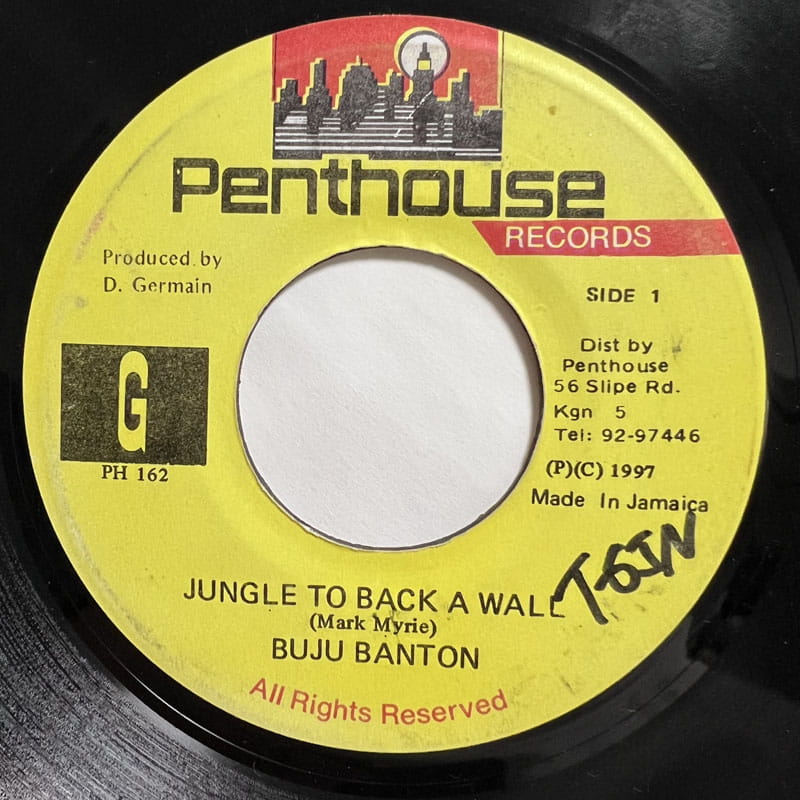 Penthouse
RECORDS
Produced by
D. Germain
SIDE 1
Dist by
Penthouse
56 Slipe Rd.
Kgn 5
Tel: 92-97446
G
PH 162
(P)(C) 1997
Made In Jamaica
JUNGLE TO BACK A WALL
(Mark Myrie)
BUJU BANTON
All Rights Reserved